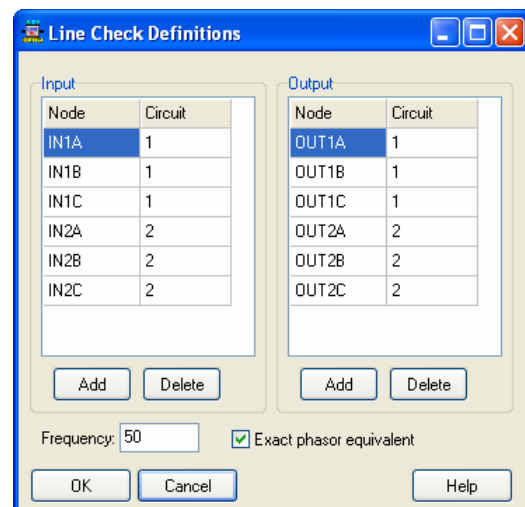 Line Check Definitions
Input
Node Circuit
IN1A 1
IN1B 1
IN1C 1
IN2A 2
IN2B 2
IN2C 2
Add Delete
Output
Node Circuit
OUT1A 1
OUT1B 1
OUT1C 1
OUT2A 2
OUT2B 2
OUT2C 2
Add Delete
Frequency: 50 Exact phasor equivalent
OK Cancel Help